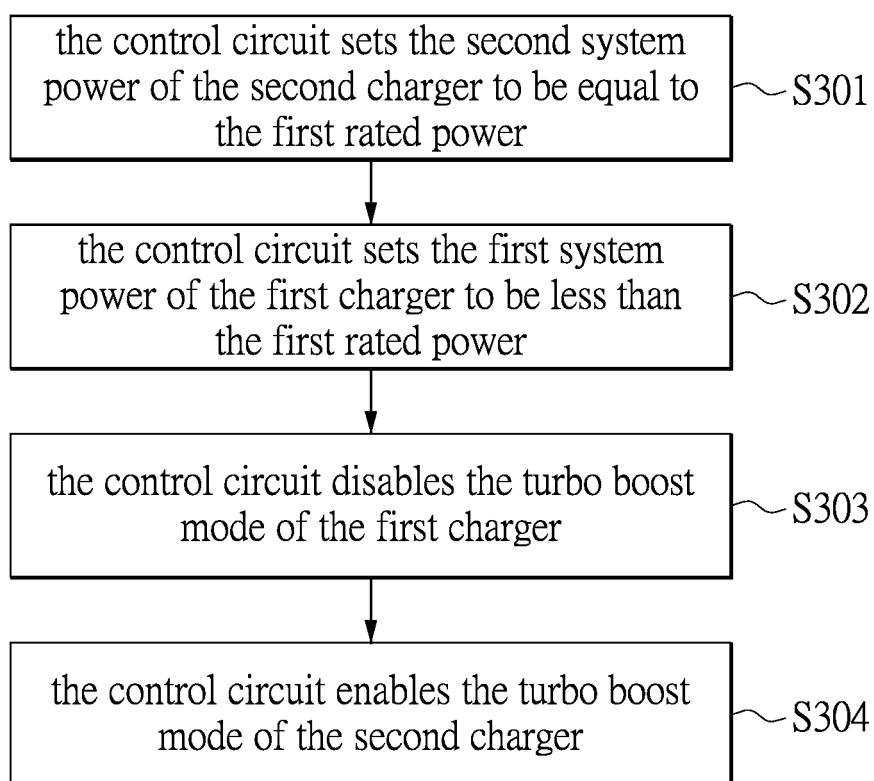 the control circuit sets the second system
power of the second charger to be equal to
the first rated power
S301
the control circuit sets the first system
power of the first charger to be less than
the first rated power
S302
the control circuit disables the turbo boost
mode of the first charger
S303
the control circuit enables the turbo boost
mode of the second charger
S304